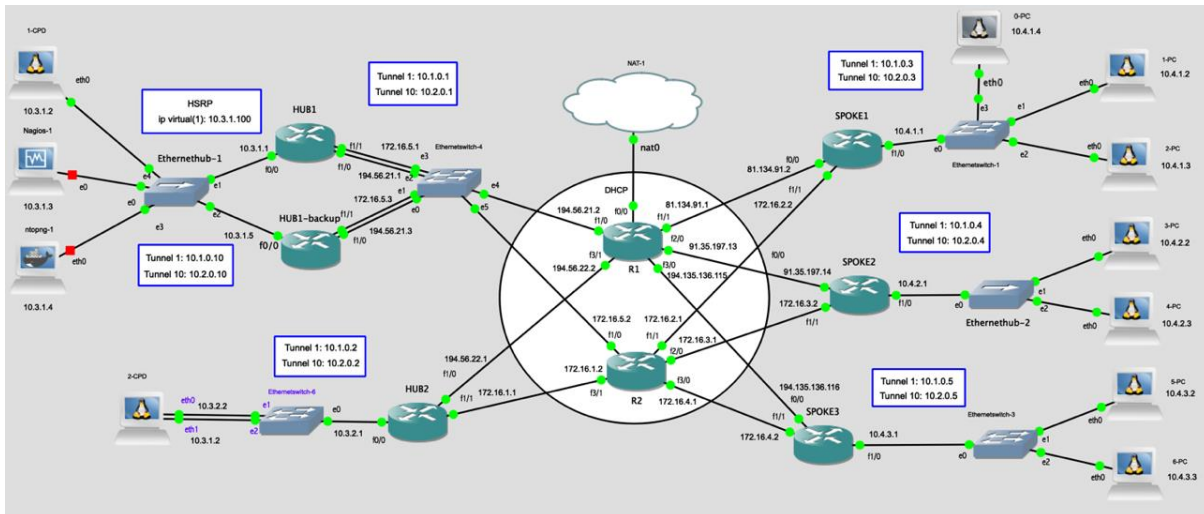 1-CPD
eth0
10.3.1.2
Nagios-1
e0
10.3.1.3
ntopng-1
eth0
10.3.1.4
HSRP
ip virtual(1): 10.3.1.100
Ethernethub-1
e4
e0
e3
e1
e2
Tunnel 1: 10.1.0.10
Tunnel 10: 10.2.0.10
HUB1
10.3.1.1
f0/0
f1/1
f1/0
Tunnel 1: 10.1.0.1
Tunnel 10: 10.2.0.1
172.16.5.1
194.56.21.1
172.16.5.3
194.56.21.3
HUB1-backup
10.3.1.5
f0/0
f1/1
f1/0
Ethernetswitch-4
e3
e2
e1
e0
e4
e5
NAT-1
nat0
DHCP
f0/0
194.56.21.2
f1/0
81.134.91.1
f1/1
f2/0
91.35.197.13
f3/1
f3/0
194.56.22.2
194.135.136.115
R1
172.16.5.2
f1/0
172.16.2.1
f1/1
172.16.3.1
f2/0
172.16.1.2
f3/1
f3/0
172.16.4.1
R2
Tunnel 1: 10.1.0.2
Tunnel 10: 10.2.0.2
2-CPD
eth0
10.3.2.2
eth1
10.3.1.2
Ethernetswitch-6
e1
e2
e0
10.3.2.1
f0/0
HUB2
194.56.22.1
f1/0
f1/1
172.16.1.1
Tunnel 1: 10.1.0.3
Tunnel 10: 10.2.0.3
SPOKE1
81.134.91.2
f0/0
f1/1
172.16.2.2
10.4.1.1
f1/0
0-PC
10.4.1.4
eth0
e3
e0
e1
e2
Ethernetswitch-1
1-PC
10.4.1.2
eth0
2-PC
10.4.1.3
eth0
Tunnel 1: 10.1.0.4
Tunnel 10: 10.2.0.4
SPOKE2
f0/0
91.35.197.14
172.16.3.2
f1/1
10.4.2.1
f1/0
e0
e1
e2
Ethernethub-2
3-PC
10.4.2.2
eth0
4-PC
10.4.2.3
eth0
Tunnel 1: 10.1.0.5
Tunnel 10: 10.2.0.5
SPOKE3
194.135.136.116
f0/0
f1/1
172.16.4.2
10.4.3.1
f1/0
e0
e1
e2
Ethernetswitch-3
5-PC
10.4.3.2
eth0
6-PC
10.4.3.3
eth0